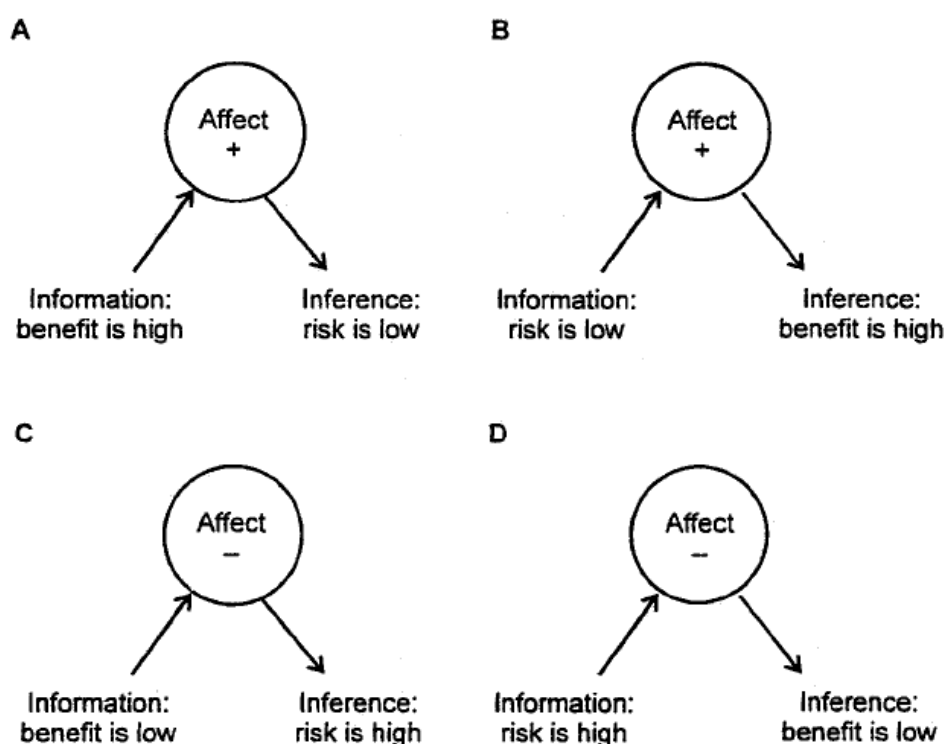 A
Affect
+
Information:
benefit is high
Inference:
risk is low
B
Affect
+
Information:
risk is low
Inference:
benefit is high
C
Affect
–
Information:
benefit is low
Inference:
risk is high
D
Affect
–
Information:
risk is high
Inference:
benefit is low